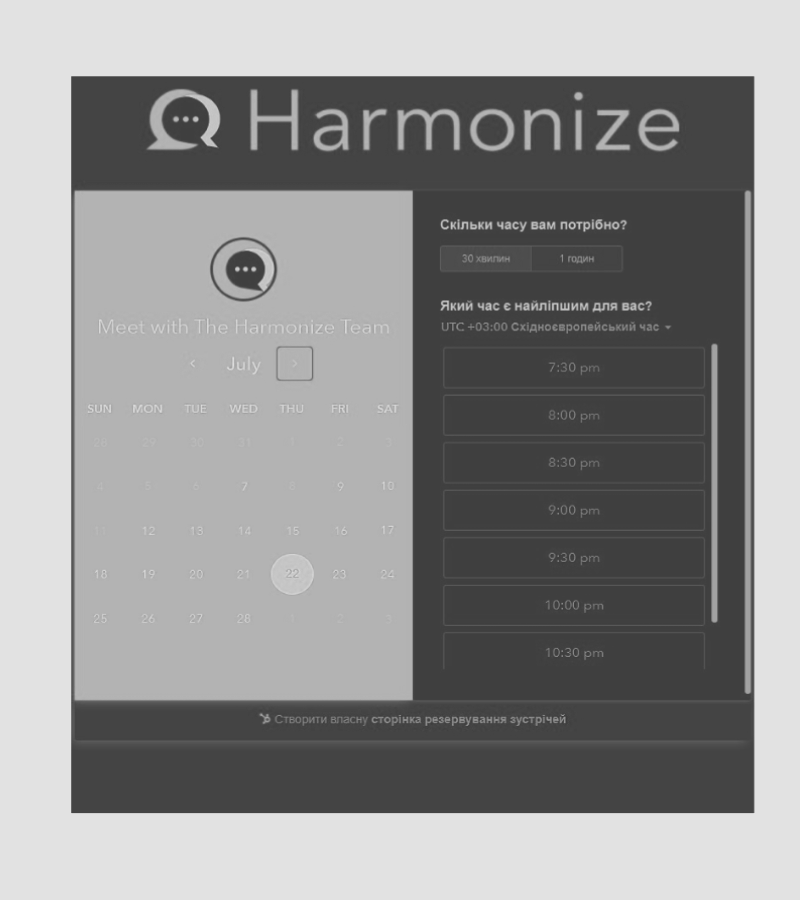 Harmonize
Meet with The Harmonize Team
July
SUN MON TUE WED THU FRI SAT
28 29 30 31 1 2 3
4 5 6 7 8 9 10
11 12 13 14 15 16 17
18 19 20 21 22 23 24
25 26 27 28 1 2 3
Скільки часу вам потрібно?
30 хвилин 1 годин
Який час є найліпшим для вас?
UTC +03:00 Східноєвропейський час
7:30 pm
8:00 pm
8:30 pm
9:00 pm
9:30 pm
10:00 pm
10:30 pm
Створити власну сторінка резервування зустрічей